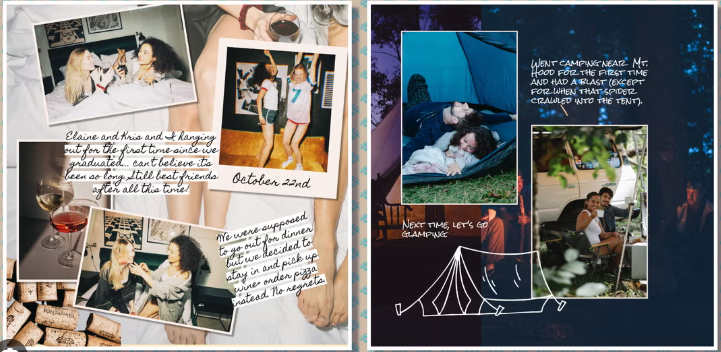 Elaine and Kris and I hanging
out for the first time since we
graduated... can't believe its
been so long. Still best friends
after all this time!
October 22nd
We were supposed
to go out for dinner
but we decided to
stay in and pick up
wine + order pizza
instead. No regrets.
7
Went camping near Mt.
Hood for the first time
and had a blast (except
for when that spider
crawled into the tent).
Next time, let's go
glamping